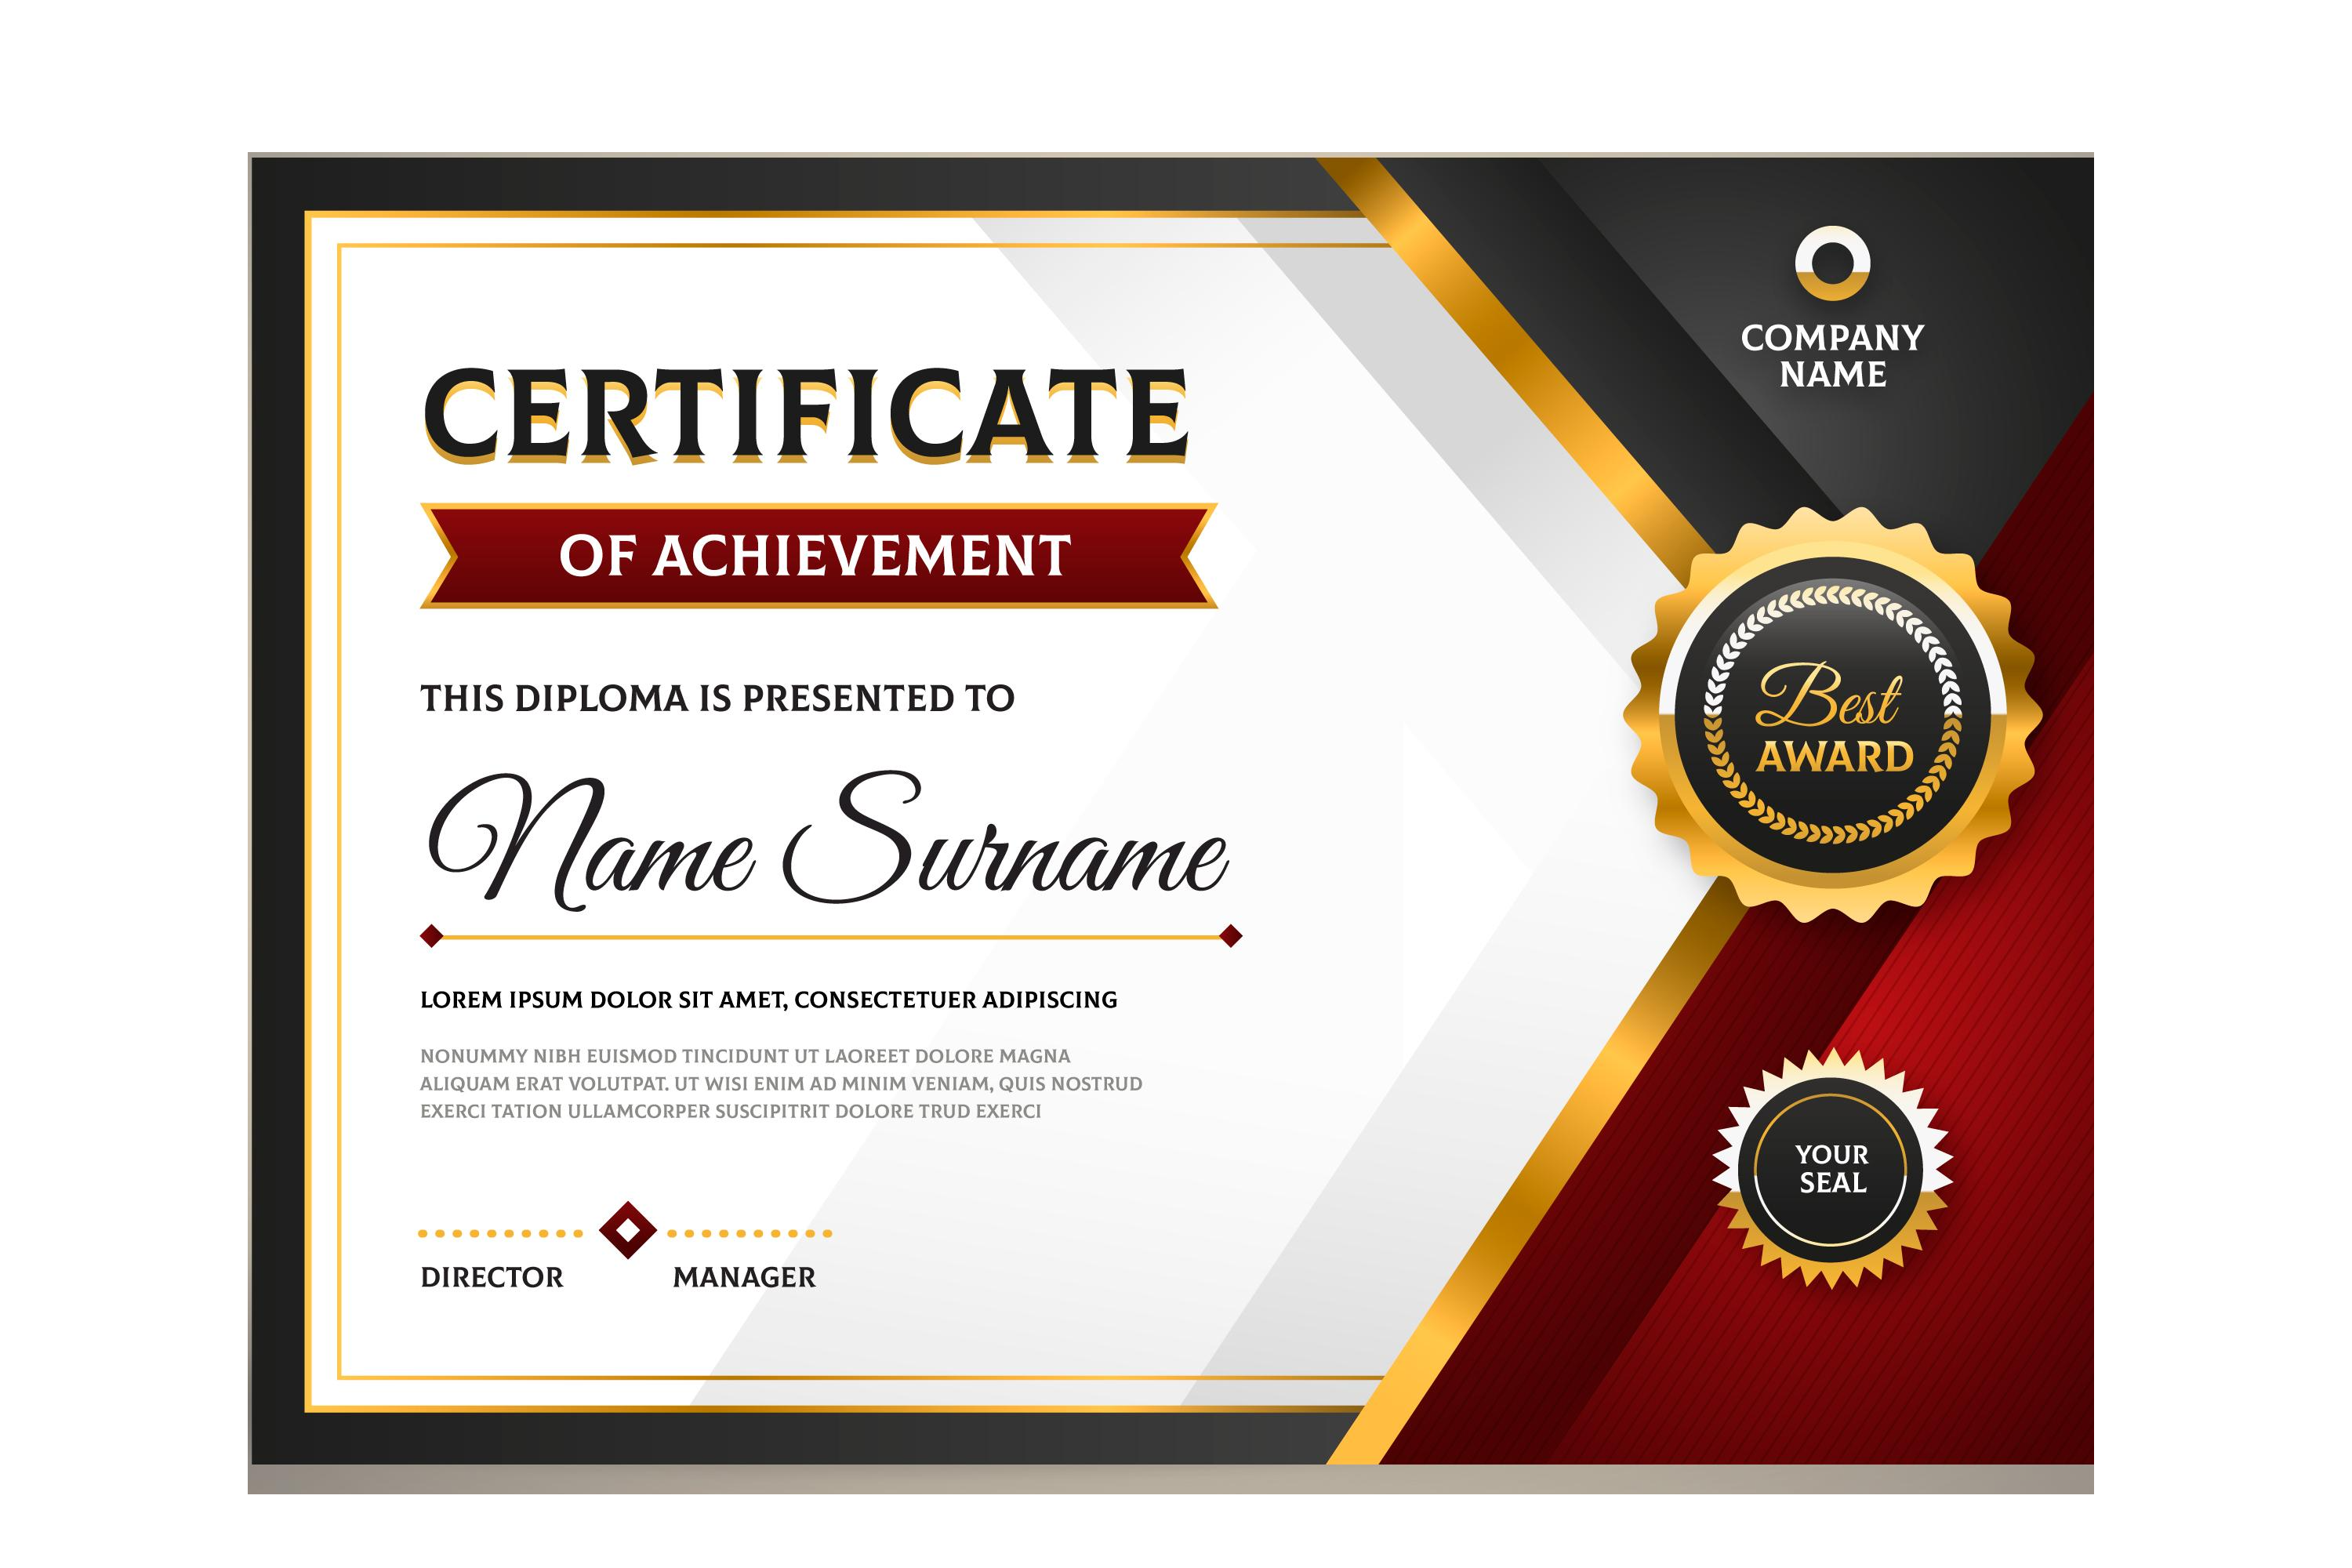 CERTIFICATE
OF ACHIEVEMENT
THIS DIPLOMA IS PRESENTED TO
Name Surname
LOREM IPSUM DOLOR SIT AMET, CONSECTETUER ADIPISCING
NONUMMY NIBH EUISMOD TINCIDUNT UT LAOREET DOLORE MAGNA
ALIQUAM ERAT VOLUTPAT. UT WISI ENIM AD MINIM VENIAM, QUIS NOSTRUD
EXERCI TATION ULLAMCORPER SUSCIPITRIT DOLORE TRUD EXERCI
DIRECTOR
MANAGER
COMPANY
NAME
Best
AWARD
YOUR
SEAL